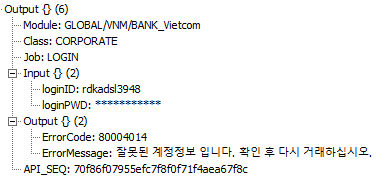 Output {} (6)
Module: GLOBAL/VNM/BANK_Vietcom
Class: CORPORATE
Job: LOGIN
Input {} (2)
loginID: rdkadsl3948
loginPWD: ***********
Output {} (2)
ErrorCode: 80004014
ErrorMessage: 잘못된 계정정보 입니다. 확인 후 다시 거래하십시오.
API_SEQ: 70f86f07955efc7f8f0f71f4aea67f8c